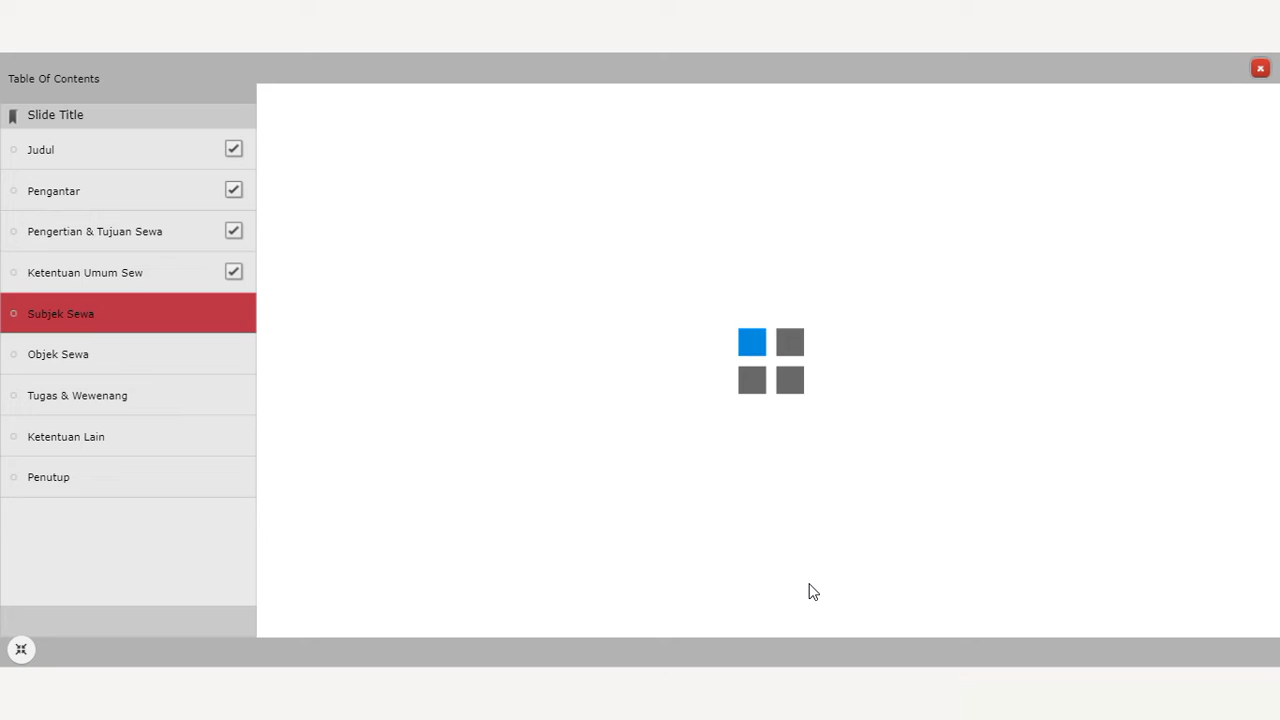 Table Of Contents
Slide Title
Judul
Pengantar
Pengertian & Tujuan Sewa
Ketentuan Umum Sew
Subjek Sewa
Objek Sewa
Tugas & Wewenang
Ketentuan Lain
Penutup